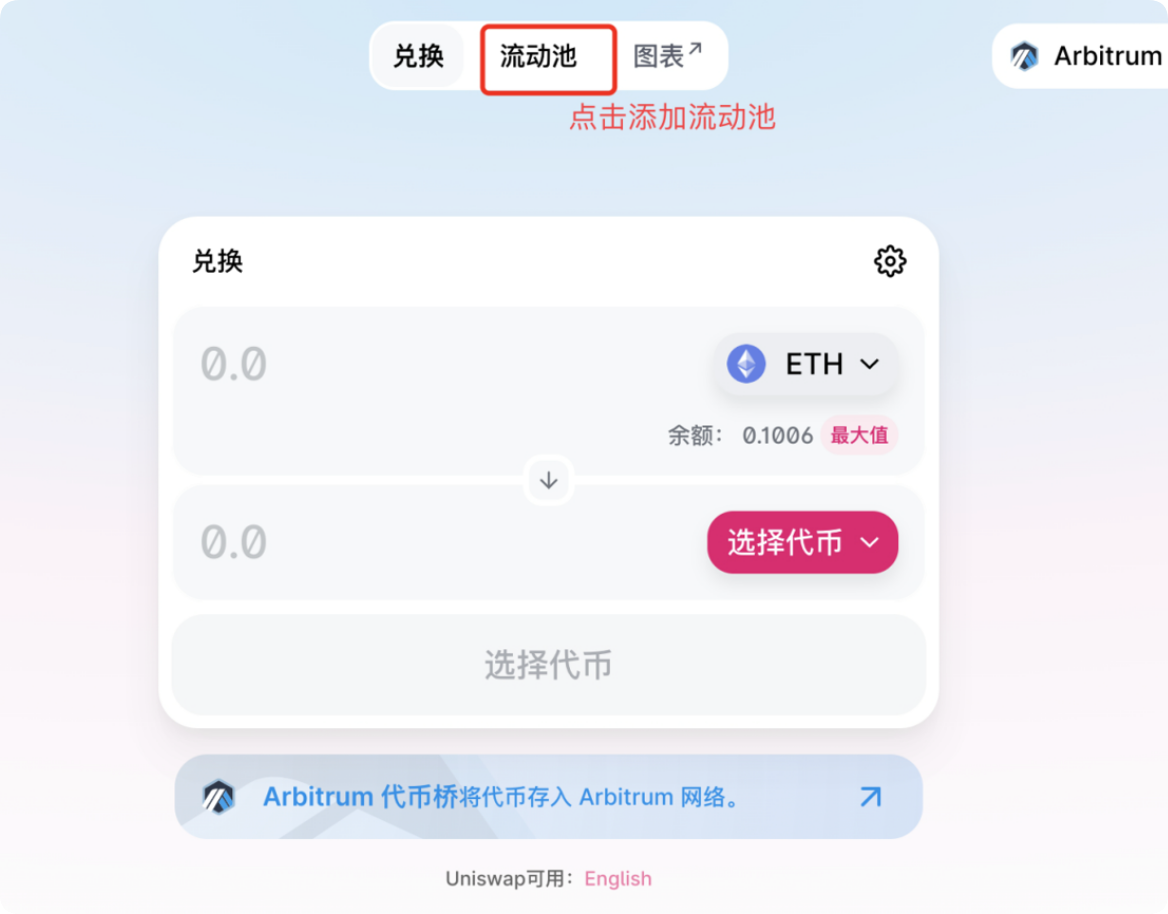 兑换 流动池 图表↗ Arbitrum
点击添加流动池
兑换
0.0 ETH
余额： 0.1006 最大值
0.0 选择代币
选择代币
Arbitrum 代币桥将代币存入 Arbitrum 网络。
Uniswap可用： English